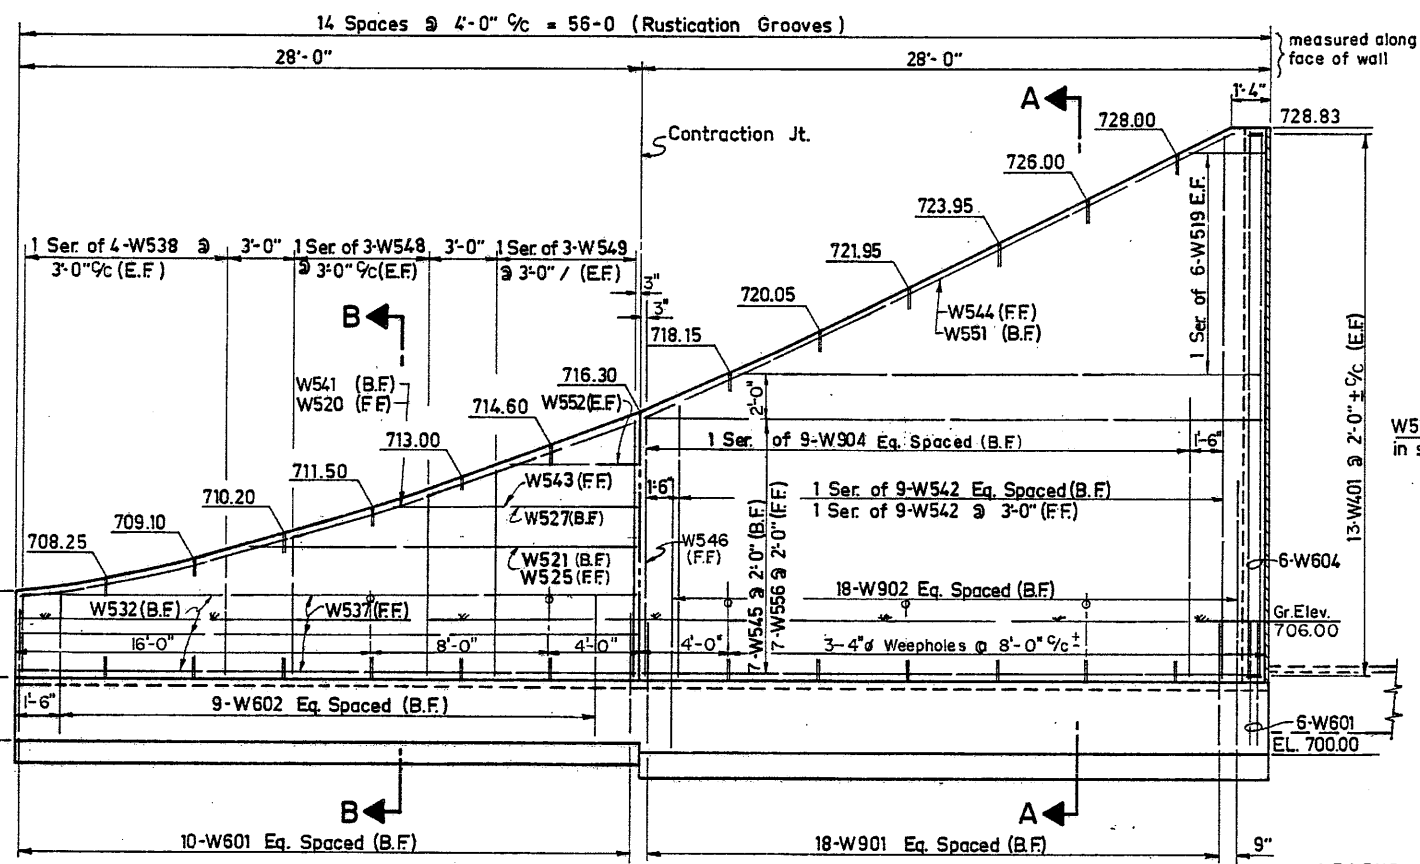 14 Spaces @ 4'-0" c/c = 56-0 (Rustication Grooves)
measured along
face of wall
28'-0"
28'-0"
1'-4"
A
728.83
728.00
Contraction Jt.
726.00
723.95
721.95
720.05
718.15
1 Ser. of 4-W538 @
3'-0" c/c (E.F.)
3'-0"
1 Ser. of 3-W548
@ 3'-0" c/c (E.F.)
3'-0"
1 Ser. of 3-W549
@ 3'-0" / (E.F.)
3"
3"
B
W544 (F.F.)
W551 (B.F.)
1 Ser. of 6-W519 E.F.
13-W401 @ 2'-0" ± c/c (E.F.)
716.30
W541 (B.F.)
W520 (F.F.)
W552 (E.F.)
714.60
713.00
711.50
710.20
709.10
708.25
2'-0"
1 Ser. of 9-W904 Eq. Spaced (B.F.)
1'-6"
W5
in s
W543 (F.F.)
W527 (B.F.)
W521 (B.F.)
W525 (F.F.)
1'-6"
1 Ser. of 9-W542 Eq. Spaced (B.F.)
1 Ser. of 9-W542 @ 3'-0" (F.F.)
W546
(F.F)
7-W545 @ 2'-0" (B.F.)
7-W556 @ 2'-0" (F.F.)
6-W604
18-W902 Eq. Spaced (B.F.)
W532 (B.F.)
W537 (F.F.)
Gr. Elev.
706.00
16'-0"
8'-0"
4'-0"
4'-0"
3-4"ø Weepholes @ 8'-0" c/c ±
1'-6"
9-W602 Eq. Spaced (B.F.)
6-W601
EL. 700.00
B
A
10-W601 Eq. Spaced (B.F.)
18-W901 Eq. Spaced (B.F.)
9"